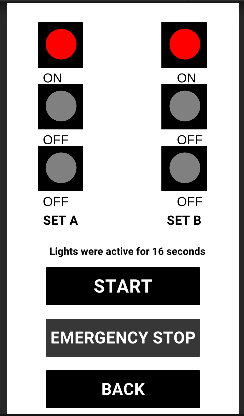 ON ON
OFF OFF
OFF OFF
SET A SET B
Lights were active for 16 seconds
START
EMERGENCY STOP
BACK